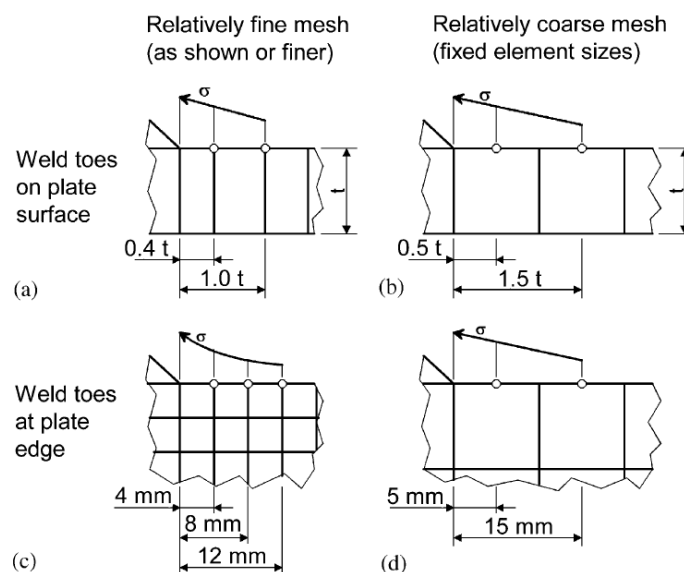 Relatively fine mesh
(as shown or finer)
Relatively coarse mesh
(fixed element sizes)
Weld toes
on plate
surface
σ
t
0.4 t
1.0 t
(a)
σ
t
0.5 t
1.5 t
(b)
Weld toes
at plate
edge
σ
4 mm
8 mm
12 mm
(c)
σ
5 mm
15 mm
(d)